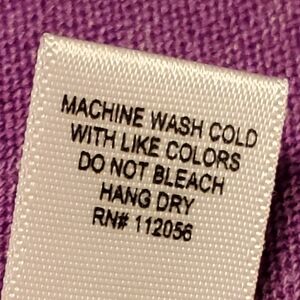 MACHINE WASH COLD
WITH LIKE COLORS
DO NOT BLEACH
HANG DRY
RN# 112056